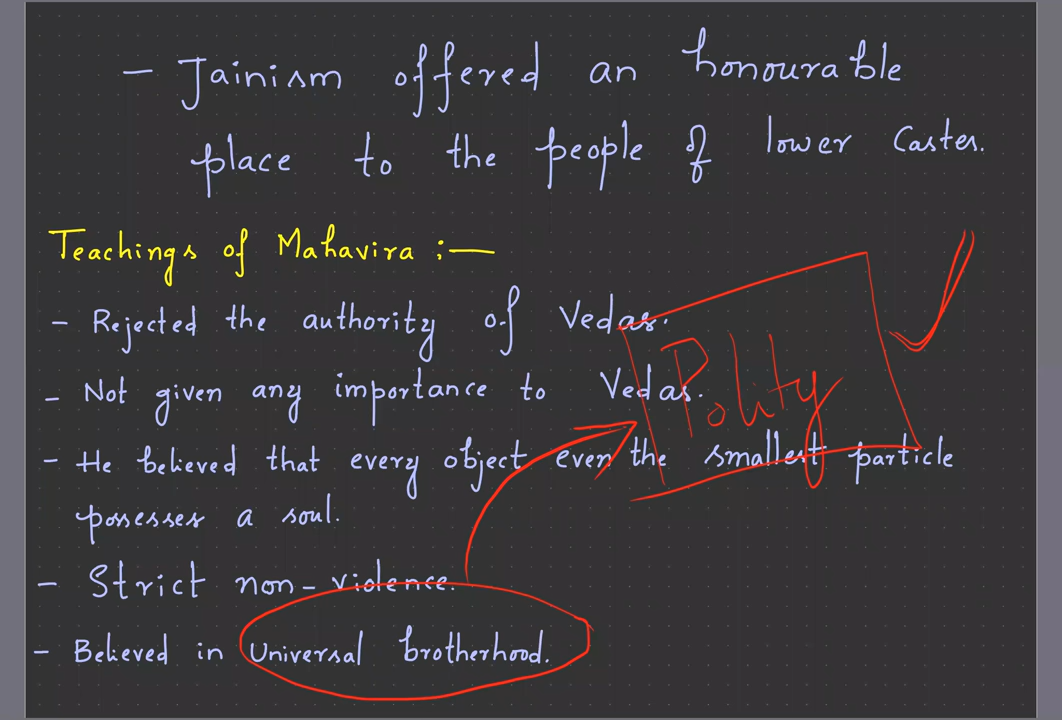 - Jainism offered an honourable
place to the people of lower Castes.
Teachings of Mahavira :—
- Rejected the authority of Vedas.
- Not given any importance to Vedas.
Polity
- He believed that every object even the smallest particle
possesses a soul.
- Strict non-violence.
- Believed in Universal brotherhood.